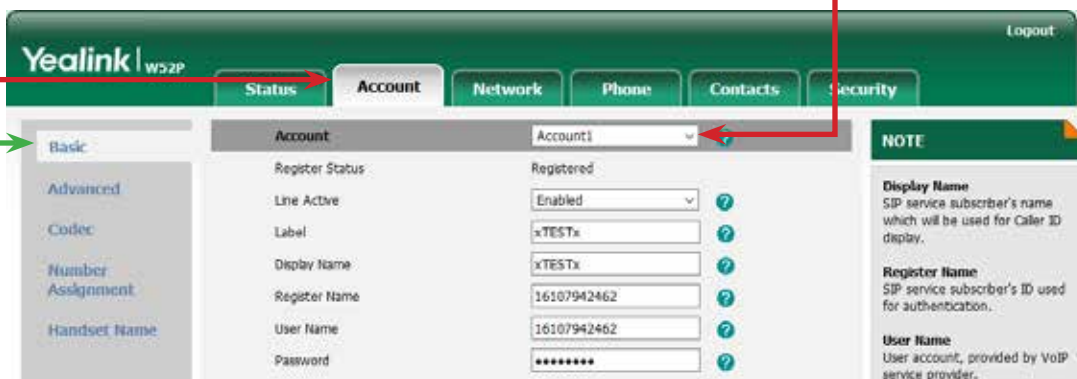 Logout
Yealink | W52P
Status Account Network Phone Contacts Security
Basic
Advanced
Codec
Number
Assignment
Handset Name
Account Account1
Register Status Registered
Line Active Enabled
Label xTESTx
Display Name xTESTx
Register Name 16107942462
User Name 16107942462
Password ••••••••
NOTE
Display Name
SIP service subscriber's name
which will be used for Caller ID
display.
Register Name
SIP service subscriber's ID used
for authentication.
User Name
User account, provided by VoIP
service provider.